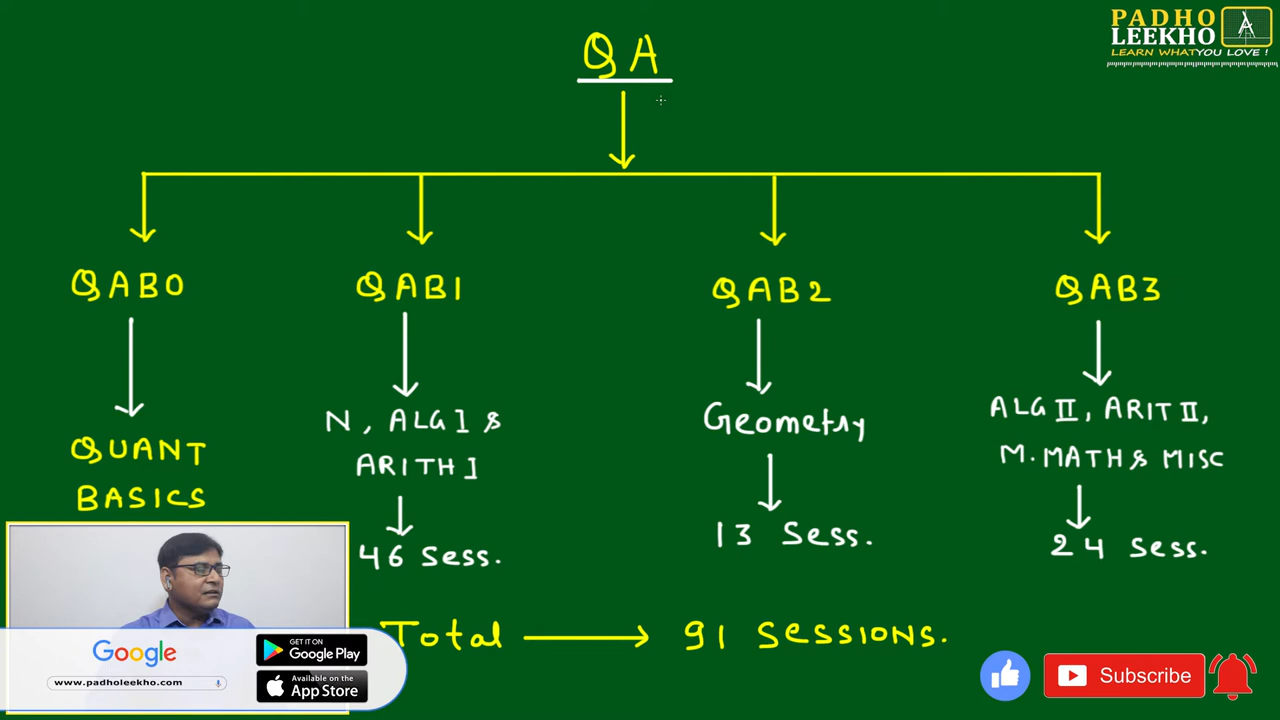 PADHO
LEEKHO
LEARN WHAT YOU LOVE !
QA
QAB0
QAB1
QAB2
QAB3
QUANT
BASICS
N, ALG I &
ARITH I
46 Sess.
Geometry
13 Sess.
ALG II, ARIT II,
M. MATH & MISC
24 Sess.
Total → 91 SESSIONS.
Google
www.padholeekho.com
GET IT ON
Google Play
Available on the
App Store
Subscribe